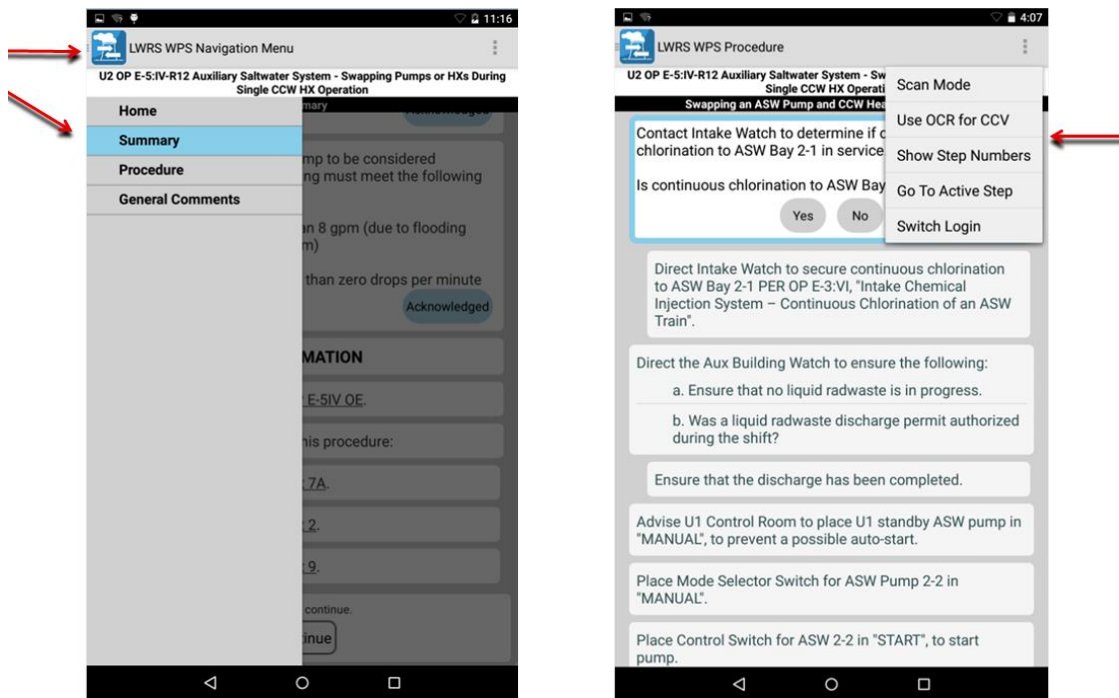 11:16
LWRS WPS Navigation Menu
U2 OP E-5:IV-R12 Auxiliary Saltwater System - Swapping Pumps or HXs During
Single CCW HX Operation
Home
Summary
Procedure
General Comments
mp to be considered
ng must meet the following
an 8 gpm (due to flooding
m)
than zero drops per minute
Acknowledged
MATION
E-5IV OE.
his procedure:
7A.
2.
9.
continue.
inue
4:07
LWRS WPS Procedure
U2 OP E-5:IV-R12 Auxiliary Saltwater System - Sw
Single CCW HX Operati
Swapping an ASW Pump and CCW Hea
Scan Mode
Use OCR for CCV
Show Step Numbers
Go To Active Step
Switch Login
Contact Intake Watch to determine if c
chlorination to ASW Bay 2-1 in service
Is continuous chlorination to ASW Bay
Yes No
Direct Intake Watch to secure continuous chlorination
to ASW Bay 2-1 PER OP E-3:VI, "Intake Chemical
Injection System – Continuous Chlorination of an ASW
Train".
Direct the Aux Building Watch to ensure the following:
a. Ensure that no liquid radwaste is in progress.
b. Was a liquid radwaste discharge permit authorized
during the shift?
Ensure that the discharge has been completed.
Advise U1 Control Room to place U1 standby ASW pump in
"MANUAL", to prevent a possible auto-start.
Place Mode Selector Switch for ASW Pump 2-2 in
"MANUAL".
Place Control Switch for ASW 2-2 in "START", to start
pump.